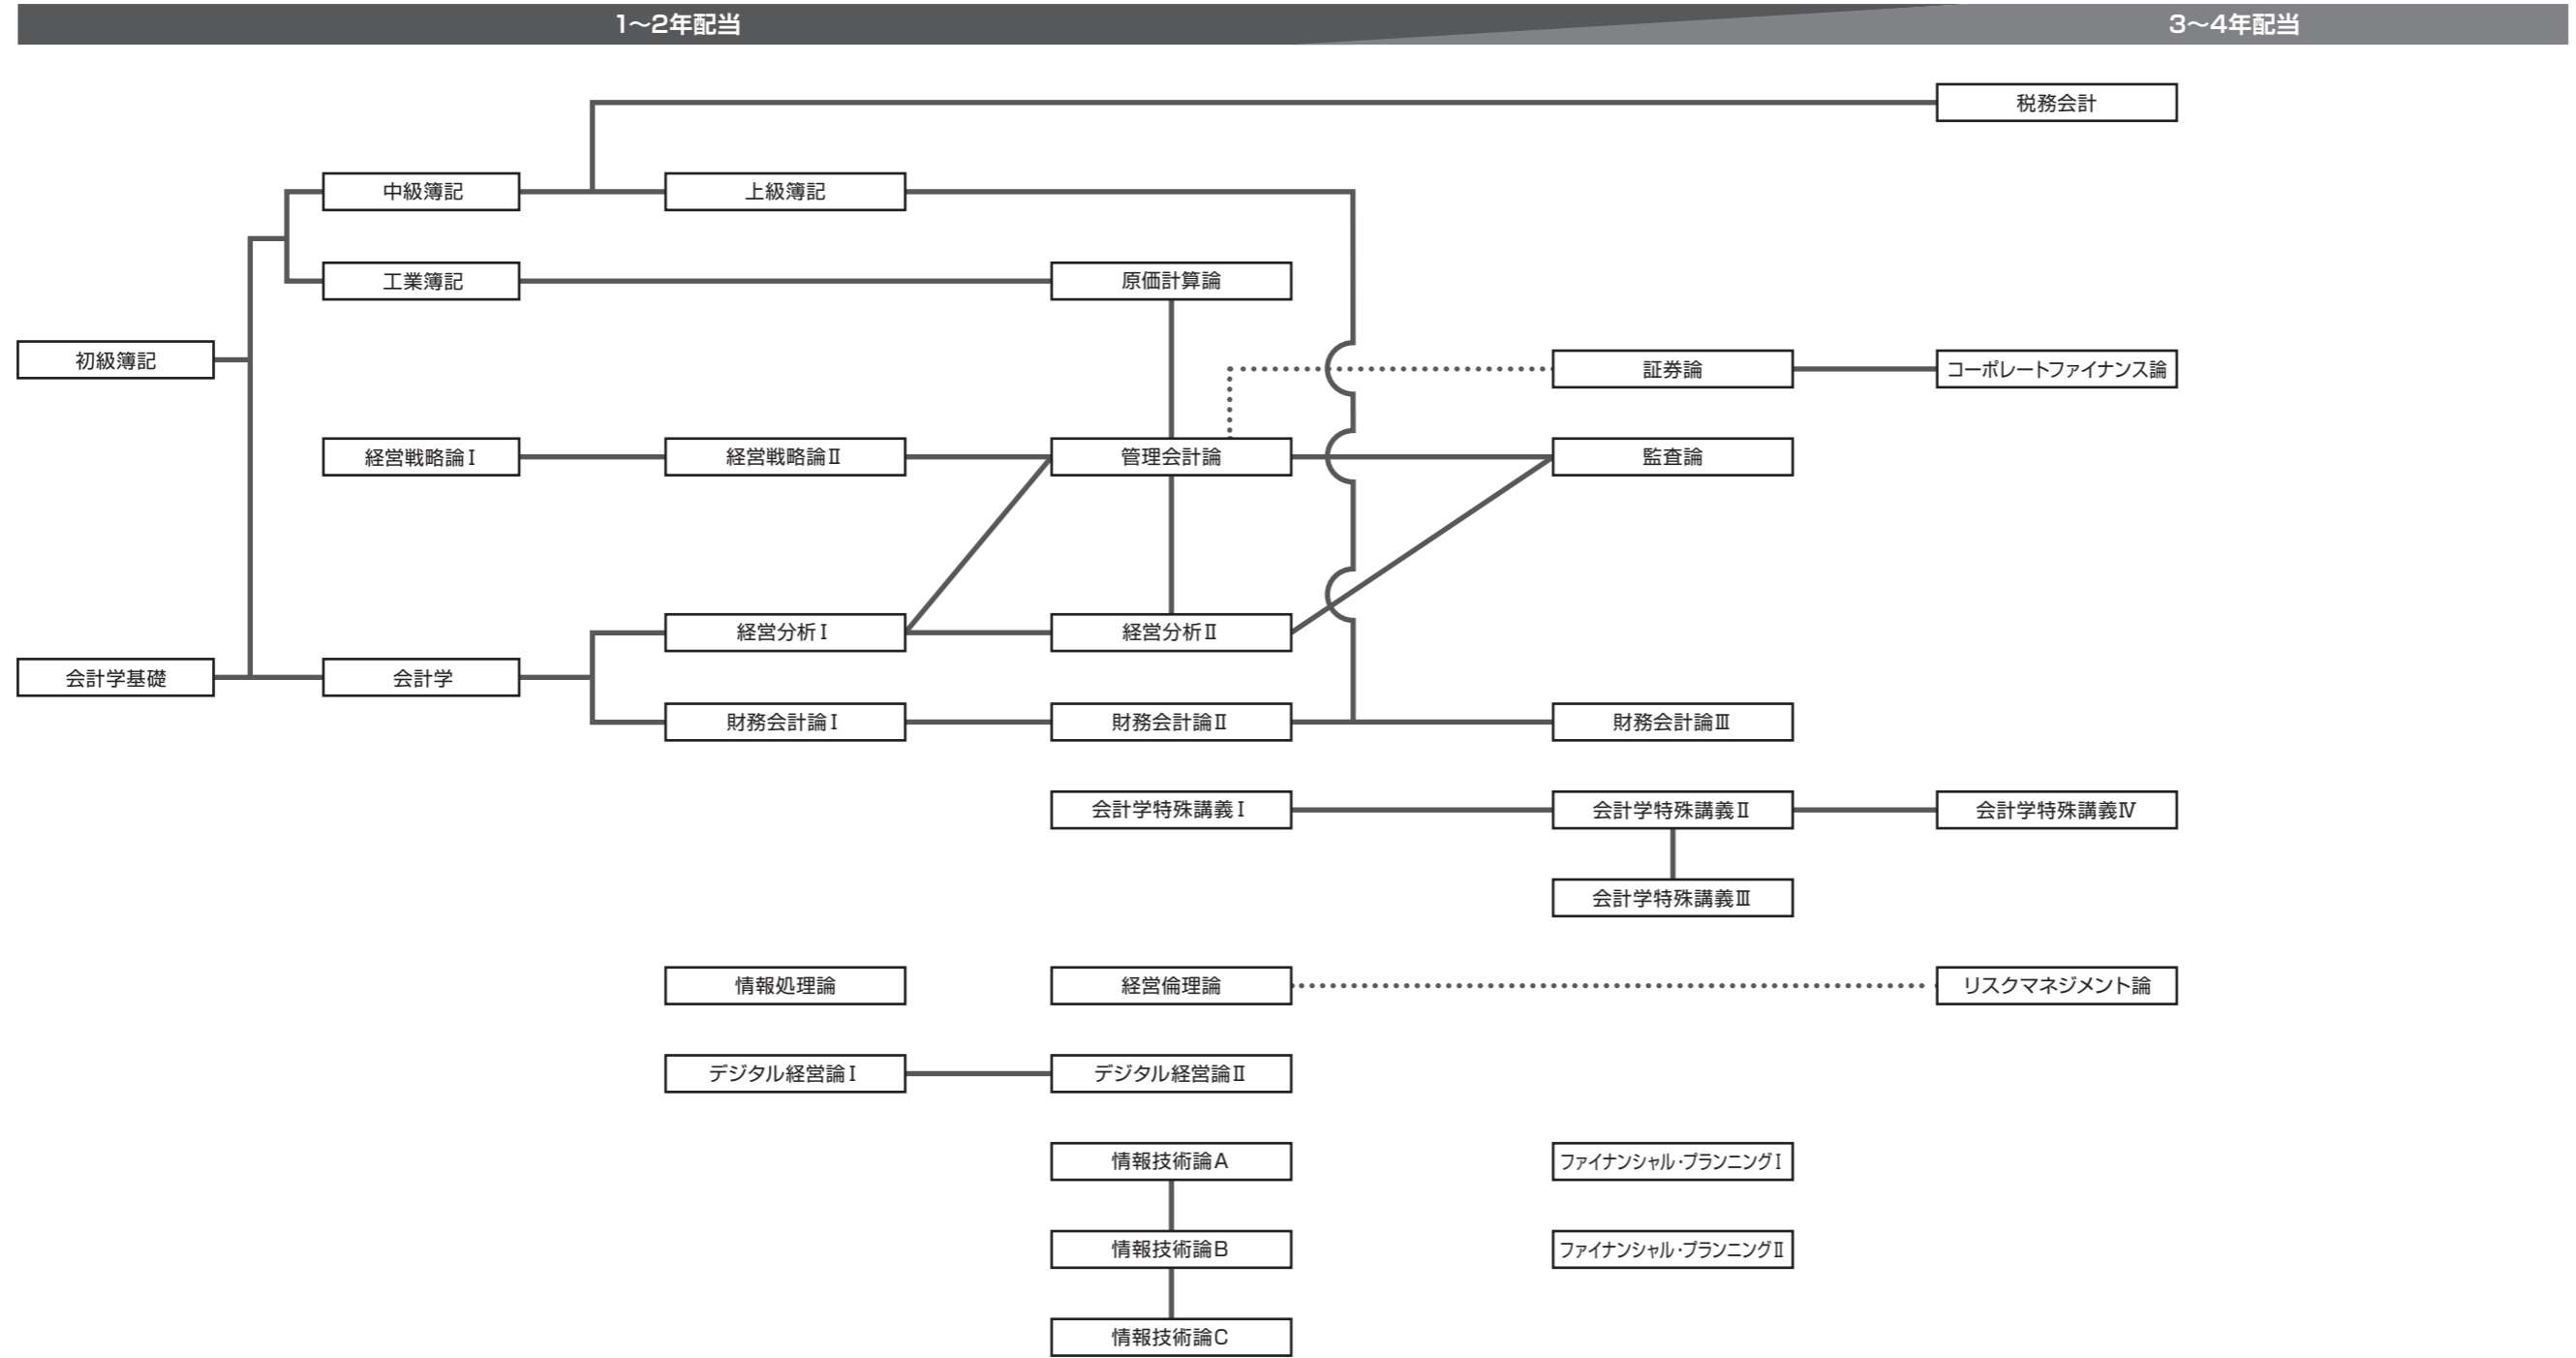 1〜2年配当
3〜4年配当
税務会計
中級簿記
上級簿記
工業簿記
原価計算論
初級簿記
証券論
コーポレートファイナンス論
経営戦略論Ⅰ
経営戦略論Ⅱ
管理会計論
監査論
経営分析Ⅰ
経営分析Ⅱ
会計学基礎
会計学
財務会計論Ⅰ
財務会計論Ⅱ
財務会計論Ⅲ
会計学特殊講義Ⅰ
会計学特殊講義Ⅱ
会計学特殊講義Ⅳ
会計学特殊講義Ⅲ
情報処理論
経営倫理論
リスクマネジメント論
デジタル経営論Ⅰ
デジタル経営論Ⅱ
情報技術論A
ファイナンシャル・プランニングⅠ
情報技術論B
ファイナンシャル・プランニングⅡ
情報技術論C